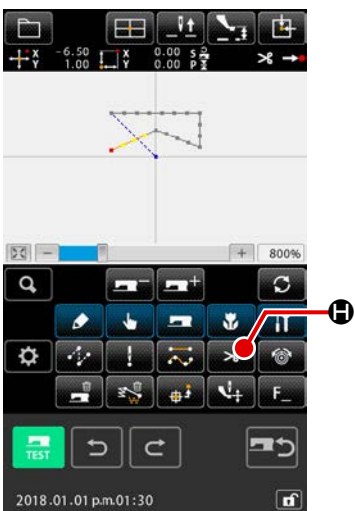 X -6.50 X 0.00 S
Y 1.00 Y 0.00 P
800%
H
TEST
F_
2018.01.01 p.m.01:30